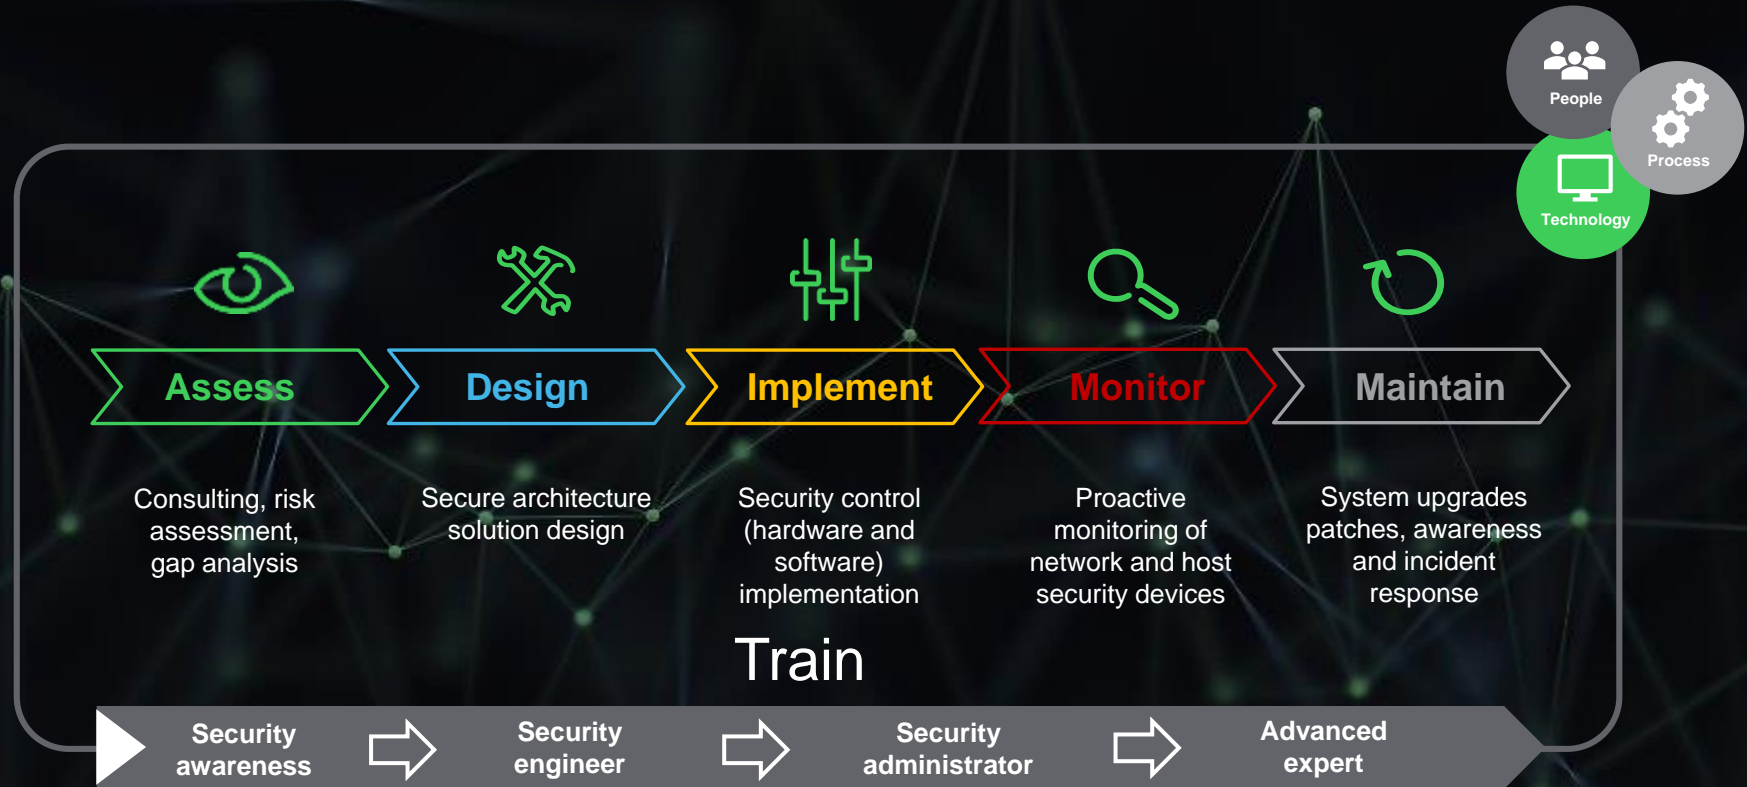 People
Process
Technology
Assess
Design
Implement
Monitor
Maintain
Consulting, risk
assessment,
gap analysis
Secure architecture
solution design
Security control
(hardware and
software)
implementation
Proactive
monitoring of
network and host
security devices
System upgrades
patches, awareness
and incident
response
Train
Security
awareness
Security
engineer
Security
administrator
Advanced
expert